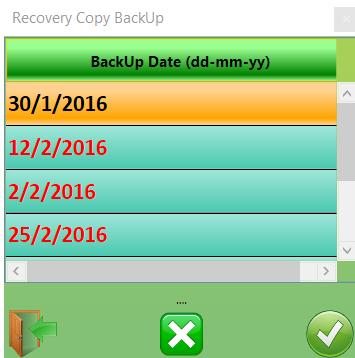 Recovery Copy BackUp
BackUp Date (dd-mm-yy)
30/1/2016
12/2/2016
2/2/2016
25/2/2016
....